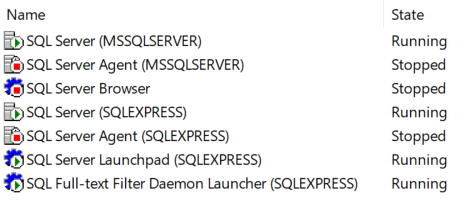 Name State
SQL Server (MSSQLSERVER) Running
SQL Server Agent (MSSQLSERVER) Stopped
SQL Server Browser Stopped
SQL Server (SQLEXPRESS) Running
SQL Server Agent (SQLEXPRESS) Stopped
SQL Server Launchpad (SQLEXPRESS) Running
SQL Full-text Filter Daemon Launcher (SQLEXPRESS) Running